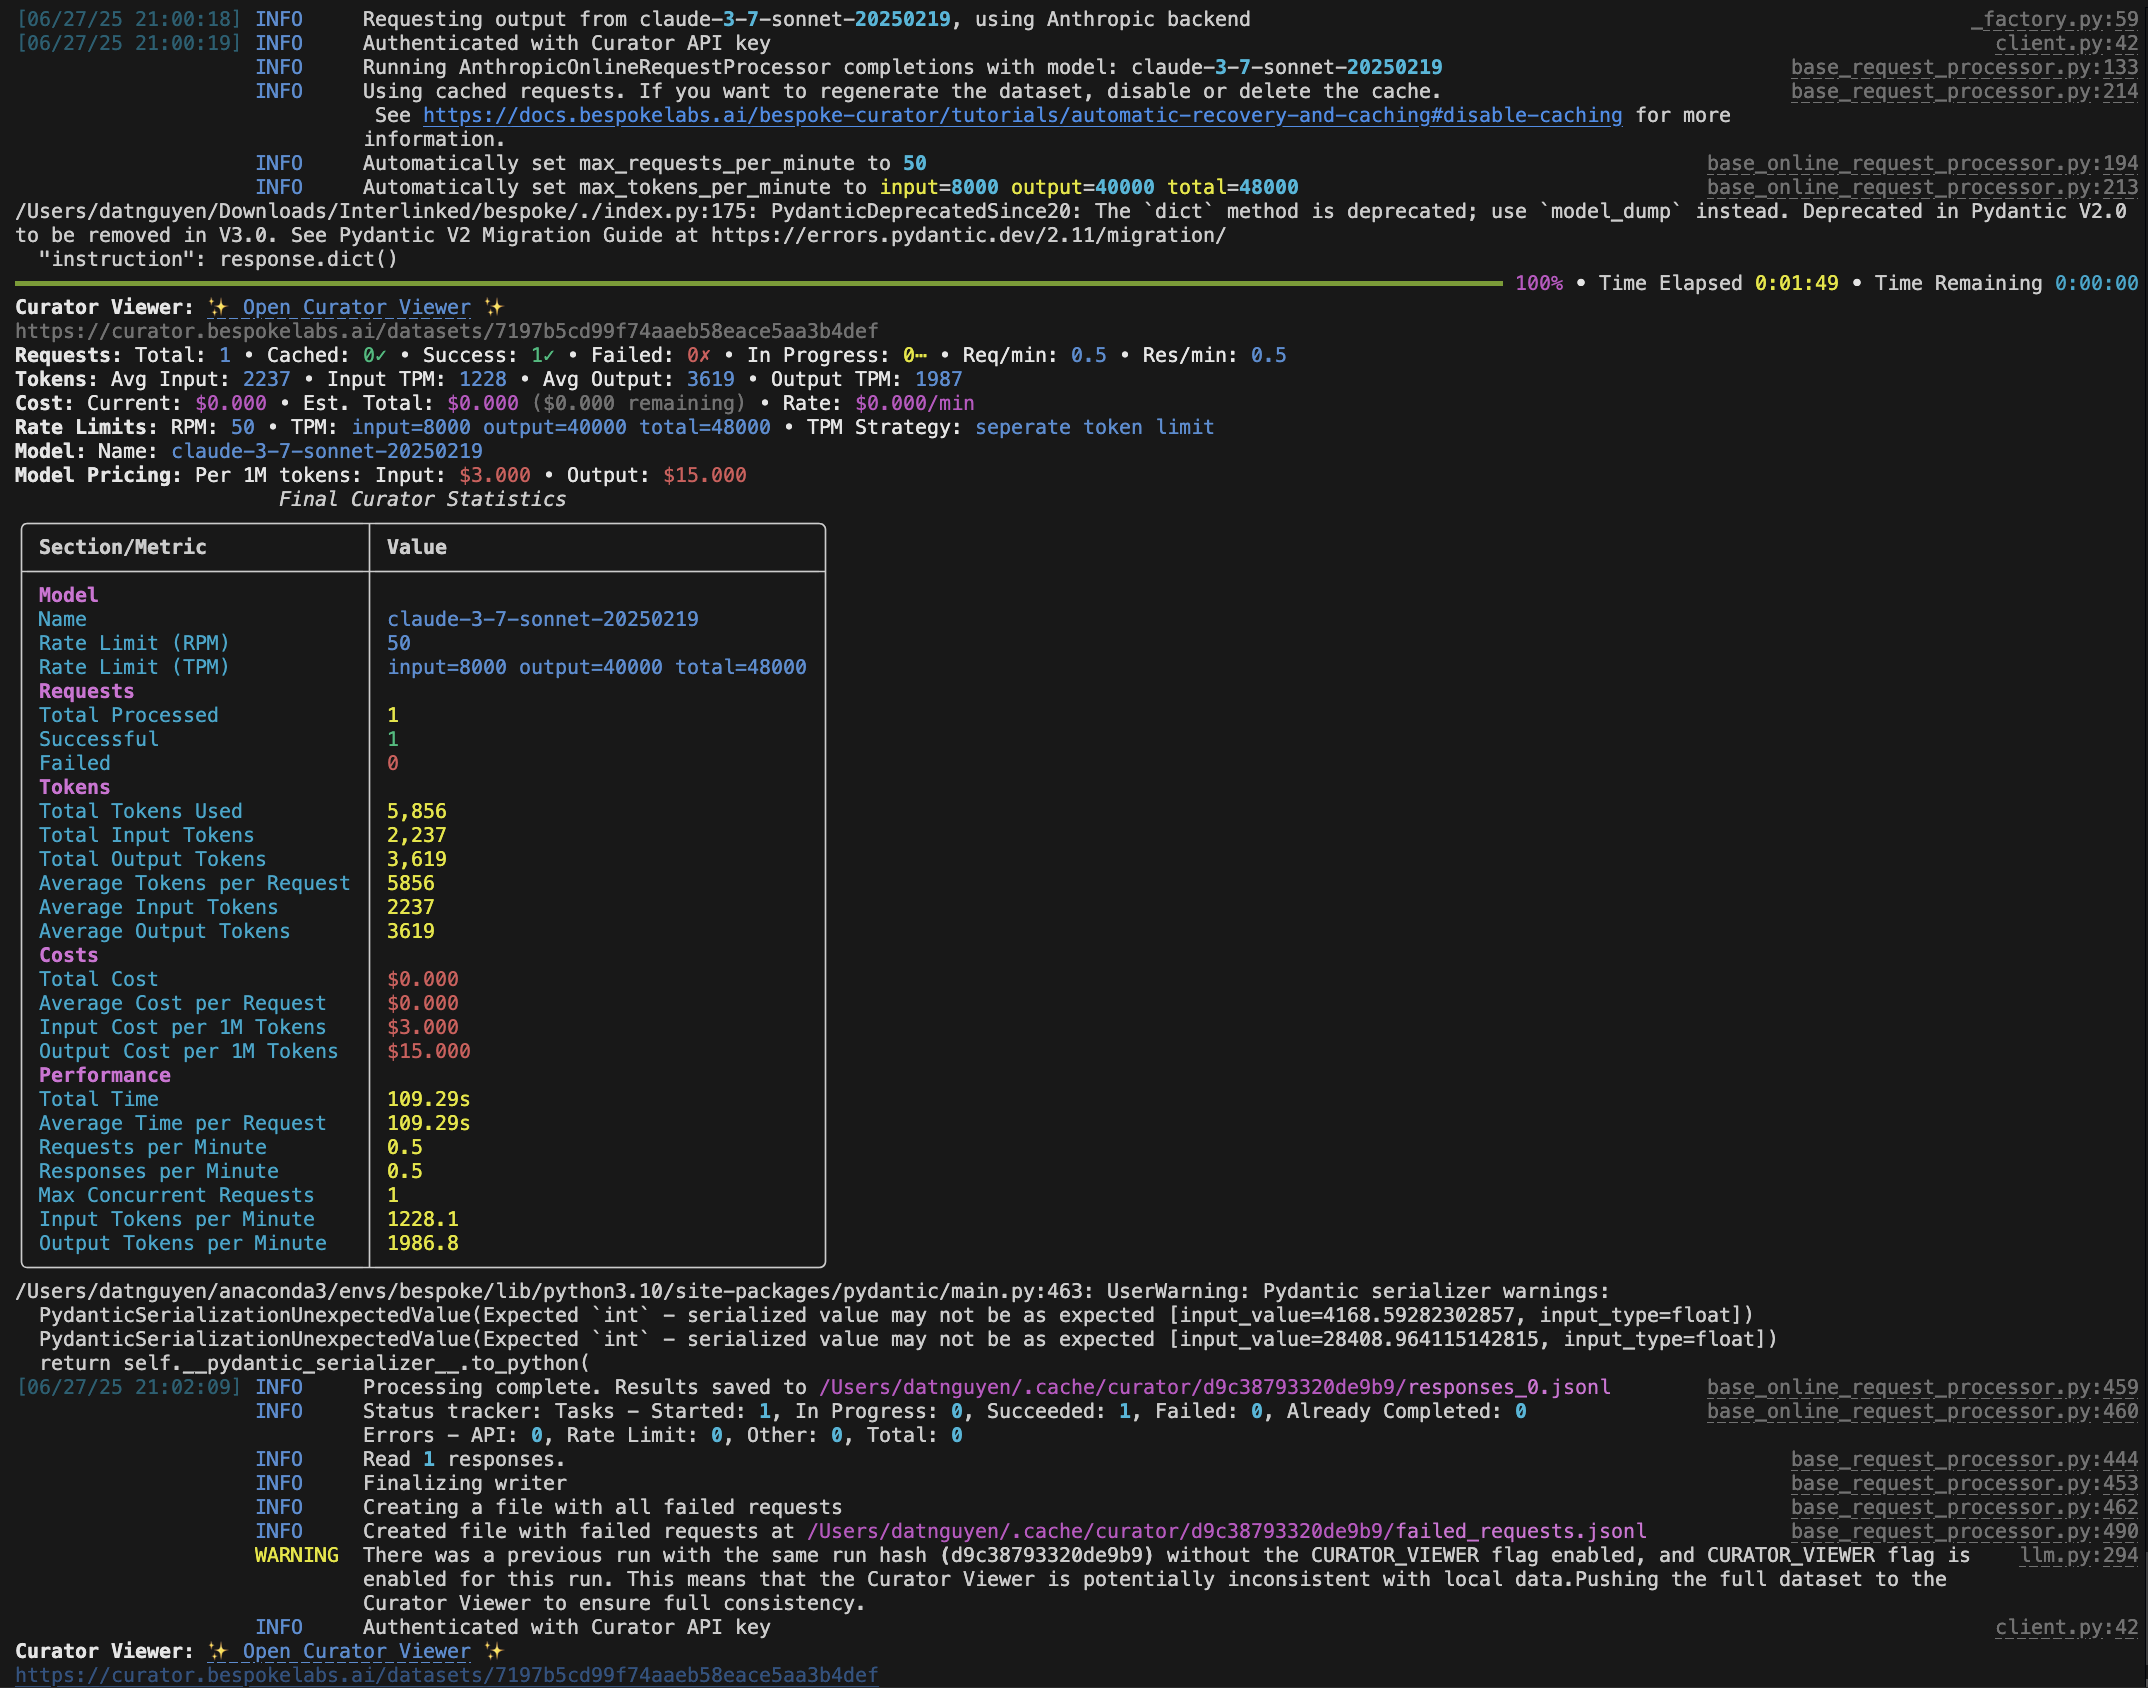 [06/27/25 21:00:18] INFO Requesting output from claude-3-7-sonnet-20250219, using Anthropic backend _factory.py:59
[06/27/25 21:00:19] INFO Authenticated with Curator API key client.py:42
INFO Running AnthropicOnlineRequestProcessor completions with model: claude-3-7-sonnet-20250219 base_request_processor.py:133
INFO Using cached requests. If you want to regenerate the dataset, disable or delete the cache. base_request_processor.py:214
See https://docs.bespokelabs.ai/bespoke-curator/tutorials/automatic-recovery-and-caching#disable-caching for more
information.
INFO Automatically set max_requests_per_minute to 50 base_online_request_processor.py:194
INFO Automatically set max_tokens_per_minute to input=8000 output=40000 total=48000 base_online_request_processor.py:213
/Users/datnguyen/Downloads/Interlinked/bespoke/./index.py:175: PydanticDeprecatedSince20: The `dict` method is deprecated; use `model_dump` instead. Deprecated in Pydantic V2.0
to be removed in V3.0. See Pydantic V2 Migration Guide at https://errors.pydantic.dev/2.11/migration/
"instruction": response.dict()
100% • Time Elapsed 0:01:49 • Time Remaining 0:00:00
Curator Viewer: ✨ Open Curator Viewer ✨
https://curator.bespokelabs.ai/datasets/7197b5cd99f74aaeb58eace5aa3b4def
Requests: Total: 1 • Cached: 0✓ • Success: 1✓ • Failed: 0✗ • In Progress: 0⋯ • Req/min: 0.5 • Res/min: 0.5
Tokens: Avg Input: 2237 • Input TPM: 1228 • Avg Output: 3619 • Output TPM: 1987
Cost: Current: $0.000 • Est. Total: $0.000 ($0.000 remaining) • Rate: $0.000/min
Rate Limits: RPM: 50 • TPM: input=8000 output=40000 total=48000 • TPM Strategy: seperate token limit
Model: Name: claude-3-7-sonnet-20250219
Model Pricing: Per 1M tokens: Input: $3.000 • Output: $15.000
Final Curator Statistics
Section/Metric Value
Model
Name claude-3-7-sonnet-20250219
Rate Limit (RPM) 50
Rate Limit (TPM) input=8000 output=40000 total=48000
Requests
Total Processed 1
Successful 1
Failed 0
Tokens
Total Tokens Used 5,856
Total Input Tokens 2,237
Total Output Tokens 3,619
Average Tokens per Request 5856
Average Input Tokens 2237
Average Output Tokens 3619
Costs
Total Cost $0.000
Average Cost per Request $0.000
Input Cost per 1M Tokens $3.000
Output Cost per 1M Tokens $15.000
Performance
Total Time 109.29s
Average Time per Request 109.29s
Requests per Minute 0.5
Responses per Minute 0.5
Max Concurrent Requests 1
Input Tokens per Minute 1228.1
Output Tokens per Minute 1986.8
/Users/datnguyen/anaconda3/envs/bespoke/lib/python3.10/site-packages/pydantic/main.py:463: UserWarning: Pydantic serializer warnings:
PydanticSerializationUnexpectedValue(Expected `int` - serialized value may not be as expected [input_value=4168.59282302857, input_type=float])
PydanticSerializationUnexpectedValue(Expected `int` - serialized value may not be as expected [input_value=28408.964115142815, input_type=float])
return self.__pydantic_serializer__.to_python(
[06/27/25 21:02:09] INFO Processing complete. Results saved to /Users/datnguyen/.cache/curator/d9c38793320de9b9/responses_0.jsonl base_online_request_processor.py:459
INFO Status tracker: Tasks - Started: 1, In Progress: 0, Succeeded: 1, Failed: 0, Already Completed: 0 base_online_request_processor.py:460
Errors - API: 0, Rate Limit: 0, Other: 0, Total: 0
INFO Read 1 responses. base_request_processor.py:444
INFO Finalizing writer base_request_processor.py:453
INFO Creating a file with all failed requests base_request_processor.py:462
INFO Created file with failed requests at /Users/datnguyen/.cache/curator/d9c38793320de9b9/failed_requests.jsonl base_request_processor.py:490
WARNING There was a previous run with the same run hash (d9c38793320de9b9) without the CURATOR_VIEWER flag enabled, and CURATOR_VIEWER flag is llm.py:294
enabled for this run. This means that the Curator Viewer is potentially inconsistent with local data.Pushing the full dataset to the
Curator Viewer to ensure full consistency.
INFO Authenticated with Curator API key client.py:42
Curator Viewer: ✨ Open Curator Viewer ✨
https://curator.bespokelabs.ai/datasets/7197b5cd99f74aaeb58eace5aa3b4def